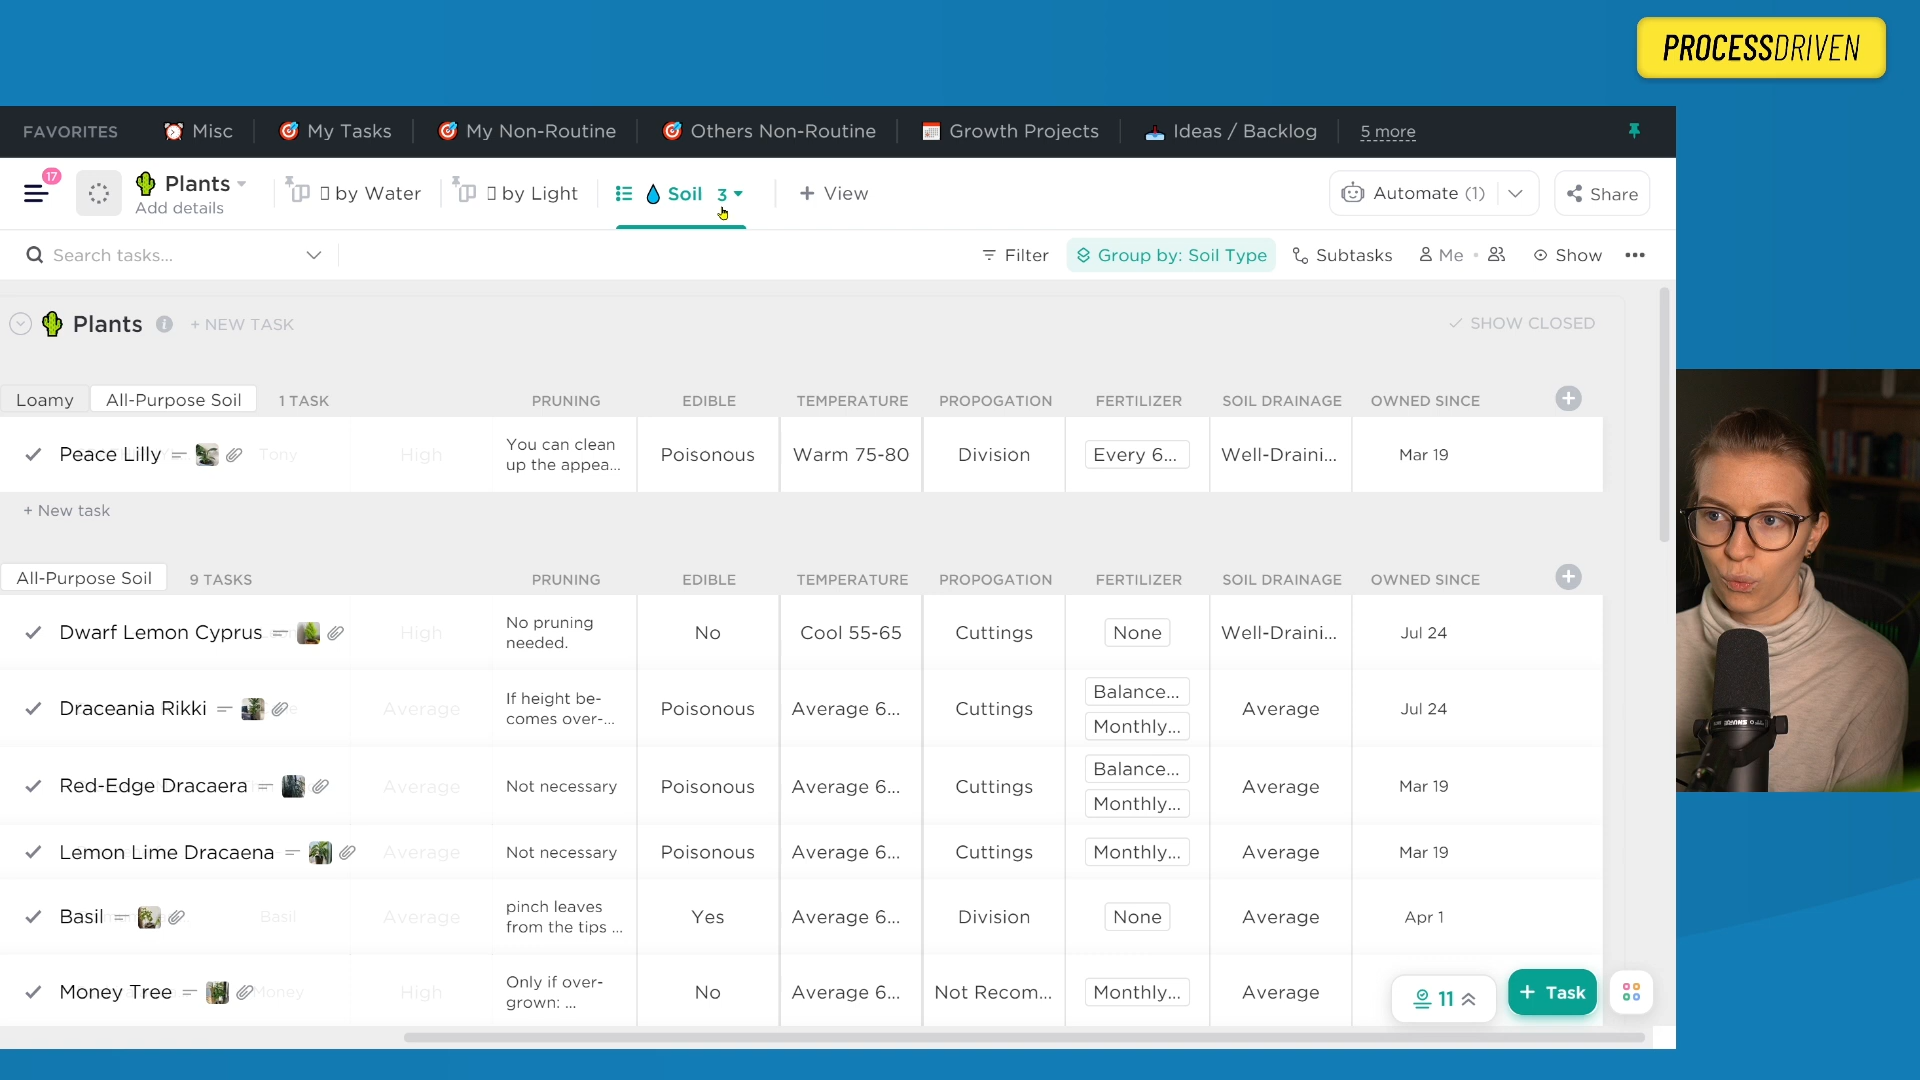 PROCESSDRIVEN
FAVORITES Misc My Tasks My Non-Routine Others Non-Routine Growth Projects Ideas / Backlog 5 more
17 Plants by Water by Light Soil 3 + View Automate (1) Share
Add details
Search tasks... Filter Group by: Soil Type Subtasks Me Show
Plants + NEW TASK SHOW CLOSED
Loamy All-Purpose Soil 1 TASK PRUNING EDIBLE TEMPERATURE PROPOGATION FERTILIZER SOIL DRAINAGE OWNED SINCE
Peace Lilly Tony High You can clean up the appea... Poisonous Warm 75-80 Division Every 6... Well-Draini... Mar 19
+ New task
All-Purpose Soil 9 TASKS PRUNING EDIBLE TEMPERATURE PROPOGATION FERTILIZER SOIL DRAINAGE OWNED SINCE
Dwarf Lemon Cyprus High No pruning needed. No Cool 55-65 Cuttings None Well-Draini... Jul 24
Draceania Rikki Average If height be-comes over-... Poisonous Average 6... Cuttings Balance... Monthly... Average Jul 24
Red-Edge Dracaera Average Not necessary Poisonous Average 6... Cuttings Balance... Monthly... Average Mar 19
Lemon Lime Dracaena Average Not necessary Poisonous Average 6... Cuttings Monthly... Average Mar 19
Basil Basil Average pinch leaves from the tips ... Yes Average 6... Division None Average Apr 1
Money Tree Money High Only if over-grown: ... No Average 6... Not Recom... Monthly... Average
11 + Task